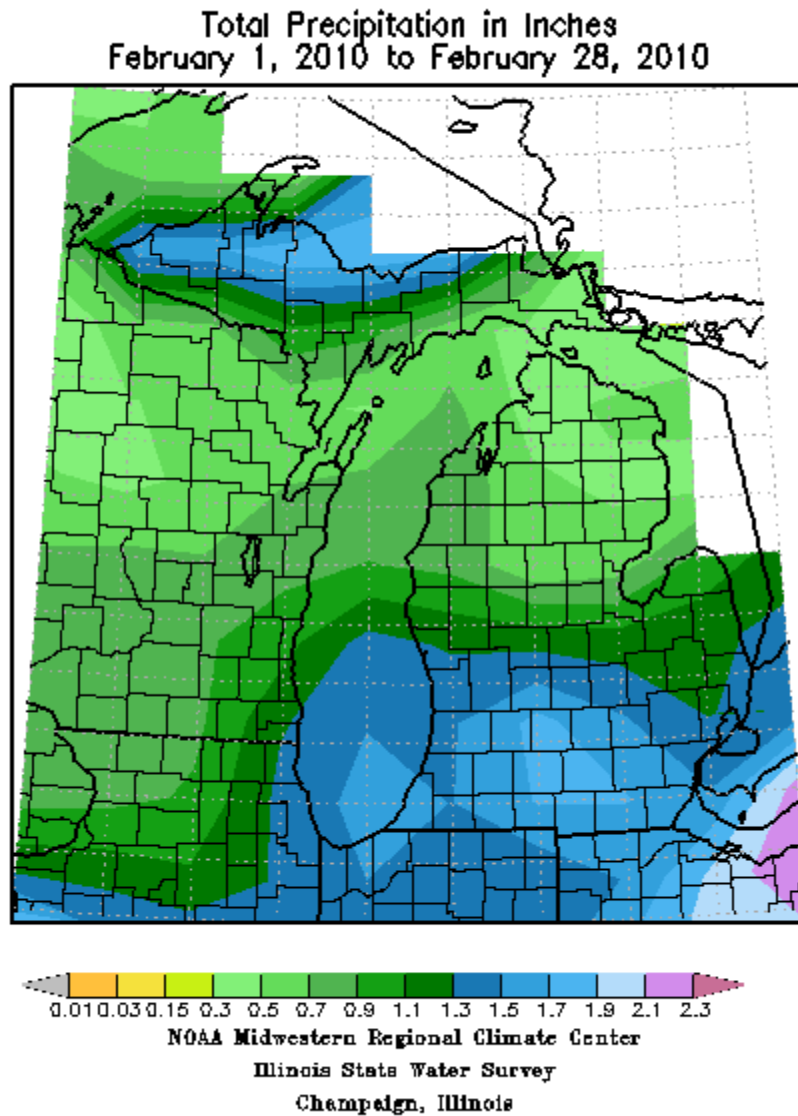 Total Precipitation in Inches
February 1, 2010 to February 28, 2010
0.01 0.03 0.15 0.3 0.5 0.7 0.9 1.1 1.3 1.5 1.7 1.9 2.1 2.3
NOAA Midwestern Regional Climate Center
Illinois State Water Survey
Champaign, Illinois